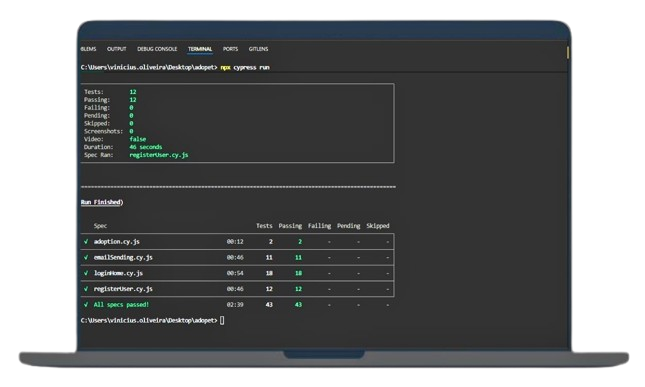 BLEMS OUTPUT DEBUG CONSOLE TERMINAL PORTS GITLENS
C:\Users\vinicius.oliveira\Desktop\adopet> npx cypress run
Tests: 12
Passing: 12
Failing: 0
Pending: 0
Skipped: 0
Screenshots: 0
Video: false
Duration: 46 seconds
Spec Ran: registerUser.cy.js
====================================================================================================
Run Finished)
Spec Tests Passing Failing Pending Skipped
√ adoption.cy.js 00:12 2 2 - - -
√ emailSending.cy.js 00:46 11 11 - - -
√ loginHome.cy.js 00:54 18 18 - - -
√ registerUser.cy.js 00:46 12 12 - - -
√ All specs passed! 02:39 43 43 - - -
C:\Users\vinicius.oliveira\Desktop\adopet>